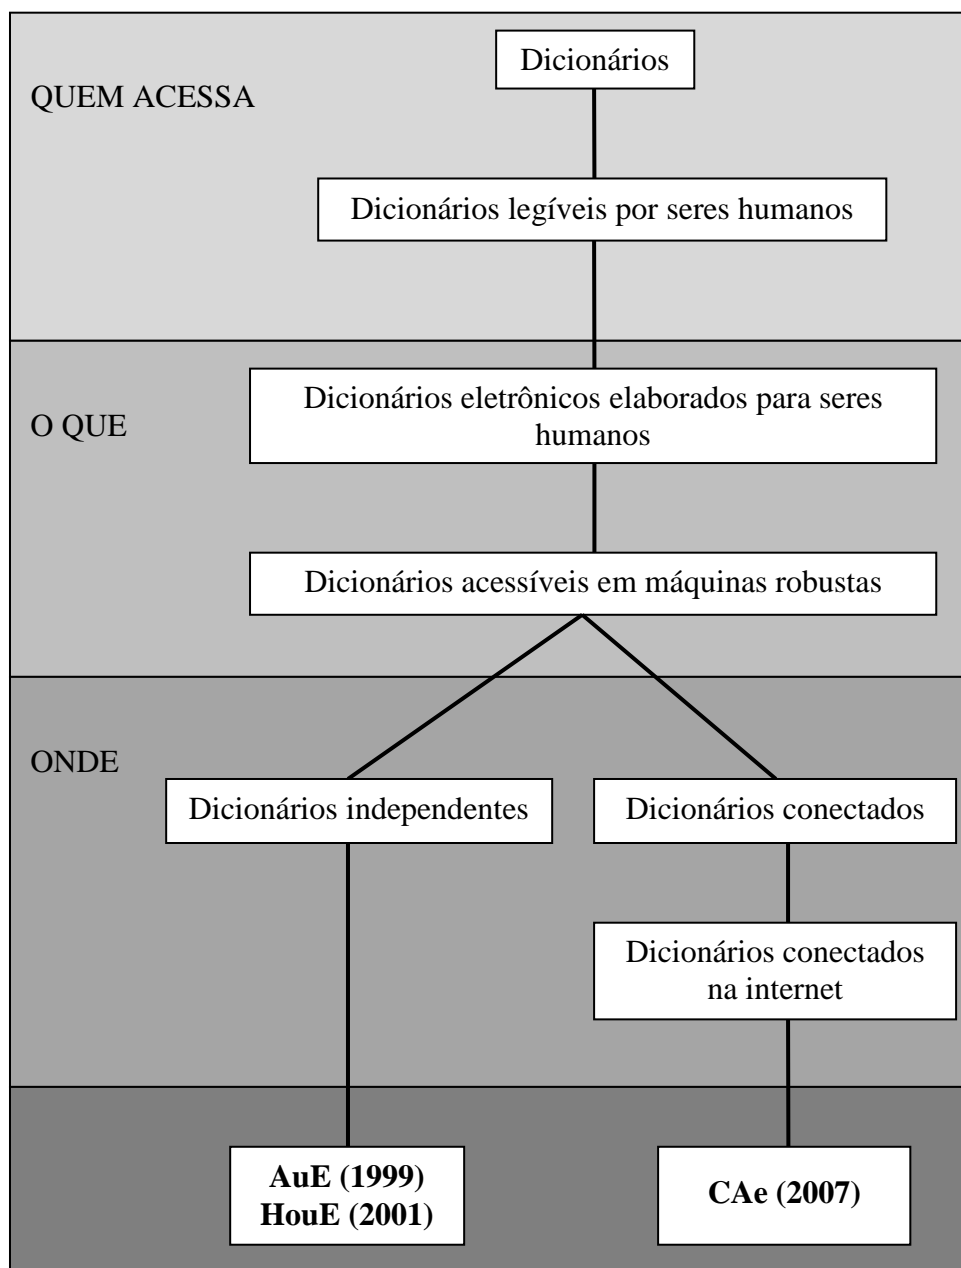 Dicionários
QUEM ACESSA
Dicionários legíveis por seres humanos
Dicionários eletrônicos elaborados para seres
humanos
O QUE
Dicionários acessíveis em máquinas robustas
ONDE
Dicionários independentes
Dicionários conectados
Dicionários conectados
na internet
AuE (1999)
HouE (2001)
CAe (2007)